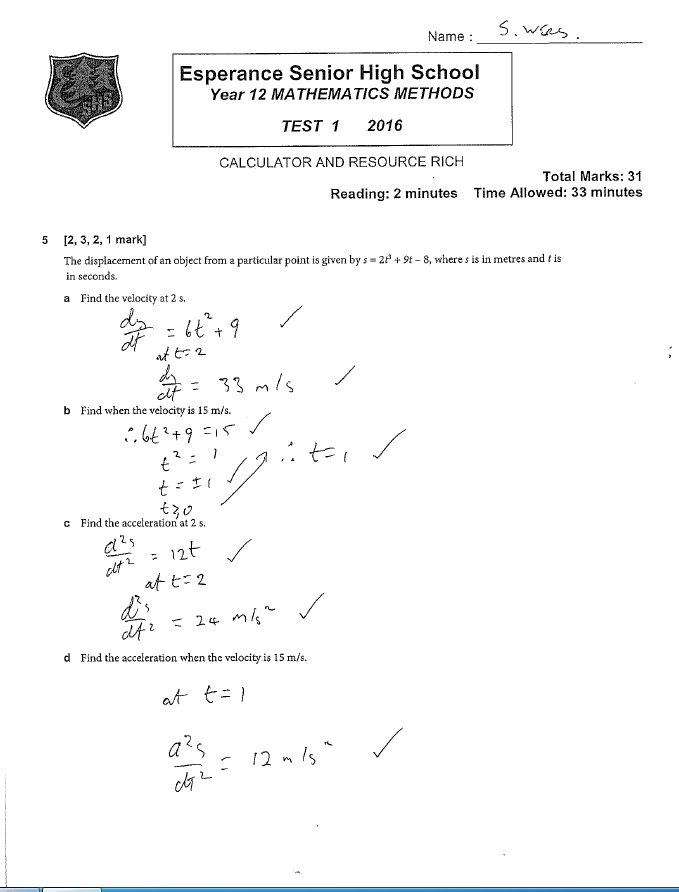 Name : S. Wers.
Esperance Senior High School
Year 12 MATHEMATICS METHODS
TEST 1 2016
CALCULATOR AND RESOURCE RICH
Total Marks: 31
Reading: 2 minutes Time Allowed: 33 minutes
5 [2, 3, 2, 1 mark]
The displacement of an object from a particular point is given by s = 2t³ + 9t – 8, where s is in metres and t is
in seconds.
a Find the velocity at 2 s.
ds/dt = 6t² + 9 ✓
at t = 2
ds/dt = 33 m/s ✓
b Find when the velocity is 15 m/s.
∴ 6t² + 9 = 15 ✓
t² = 1
t = ±1 ✓ ∴ t = 1 ✓
t ≥ 0
c Find the acceleration at 2 s.
d²s/dt² = 12t ✓
at t = 2
d²s/dt² = 24 m/s² ✓
d Find the acceleration when the velocity is 15 m/s.
at t = 1
d²s/dt² = 12 m/s² ✓